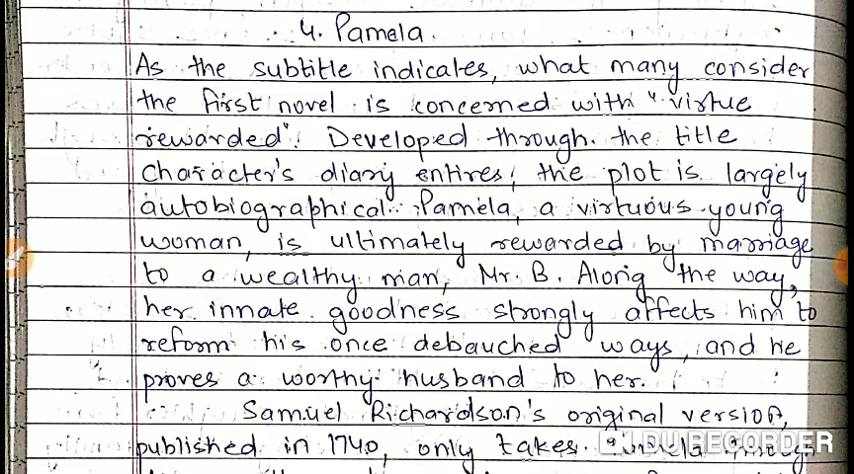 4. Pamela
As the subtitle indicates, what many consider
the first novel is concerned with "virtue
rewarded". Developed through the title
character's diary entires, the plot is largely
autobiographical. Pamela, a virtuous young
woman, is ultimately rewarded by marriage
to a wealthy man, Mr. B. Along the way,
her innate goodness strongly affects him to
reform his once debauched ways, and he
proves a worthy husband to her.
Samuel Richardson's original version,
published in 1740, only takes
DU RECORDER